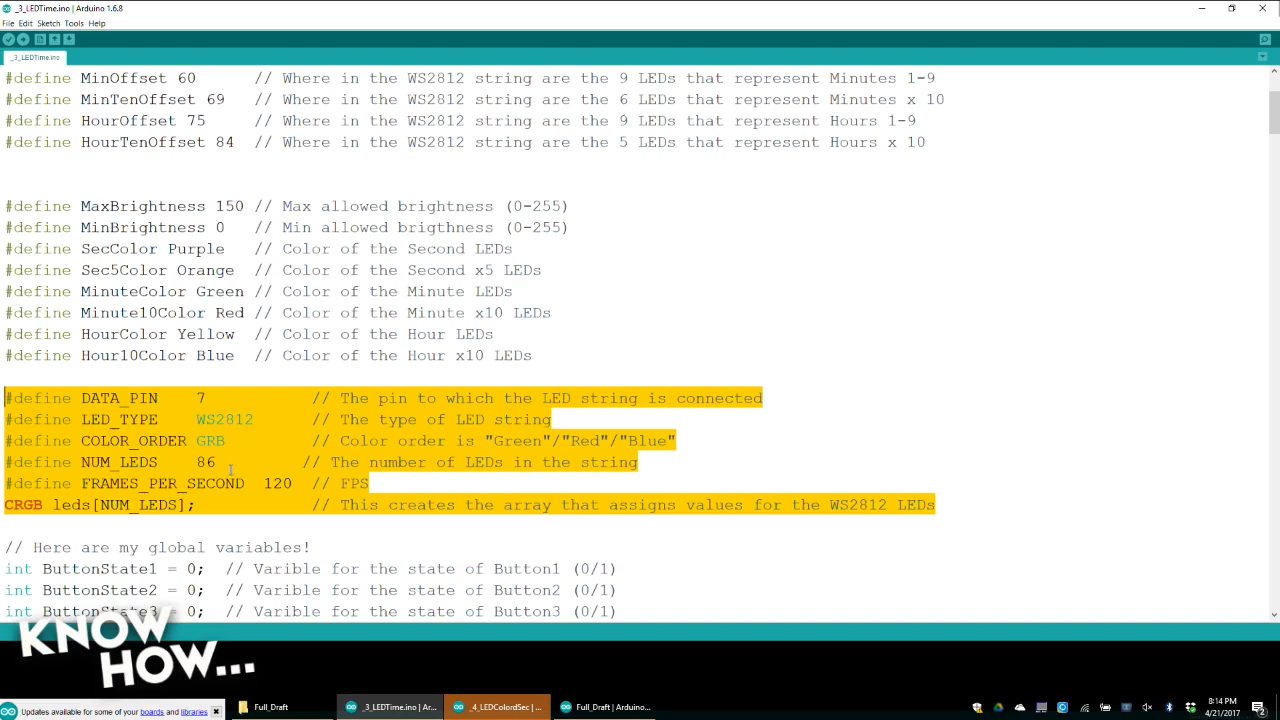 _3_LEDTime.ino | Arduino 1.6.8
File Edit Sketch Tools Help
_3_LEDTime.ino
#define MinOffset 60 // Where in the WS2812 string are the 9 LEDs that represent Minutes 1-9
#define MinTenOffset 69 // Where in the WS2812 string are the 6 LEDs that represent Minutes x 10
#define HourOffset 75 // Where in the WS2812 string are the 9 LEDs that represent Hours 1-9
#define HourTenOffset 84 // Where in the WS2812 string are the 5 LEDs that represent Hours x 10
#define MaxBrightness 150 // Max allowed brightness (0-255)
#define MinBrightness 0 // Min allowed brigthness (0-255)
#define SecColor Purple // Color of the Second LEDs
#define Sec5Color Orange // Color of the Second x5 LEDs
#define MinuteColor Green // Color of the Minute LEDs
#define Minute10Color Red // Color of the Minute x10 LEDs
#define HourColor Yellow // Color of the Hour LEDs
#define Hour10Color Blue // Color of the Hour x10 LEDs
#define DATA_PIN 7 // The pin to which the LED string is connected
#define LED_TYPE WS2812 // The type of LED string
#define COLOR_ORDER GRB // Color order is "Green"/"Red"/"Blue"
#define NUM_LEDS 86 // The number of LEDs in the string
#define FRAMES_PER_SECOND 120 // FPS
CRGB leds[NUM_LEDS]; // This creates the array that assigns values for the WS2812 LEDs
// Here are my global variables!
int ButtonState1 = 0; // Varible for the state of Button1 (0/1)
int ButtonState2 = 0; // Varible for the state of Button2 (0/1)
int ButtonState3 = 0; // Varible for the state of Button3 (0/1)
KNOW
HOW...
Updates available for some of your boards and libraries
Full_Draft
_3_LEDTime.ino | Ar...
_4_LEDColordSec | ...
Full_Draft | Arduino...
8:14 PM
4/21/2017